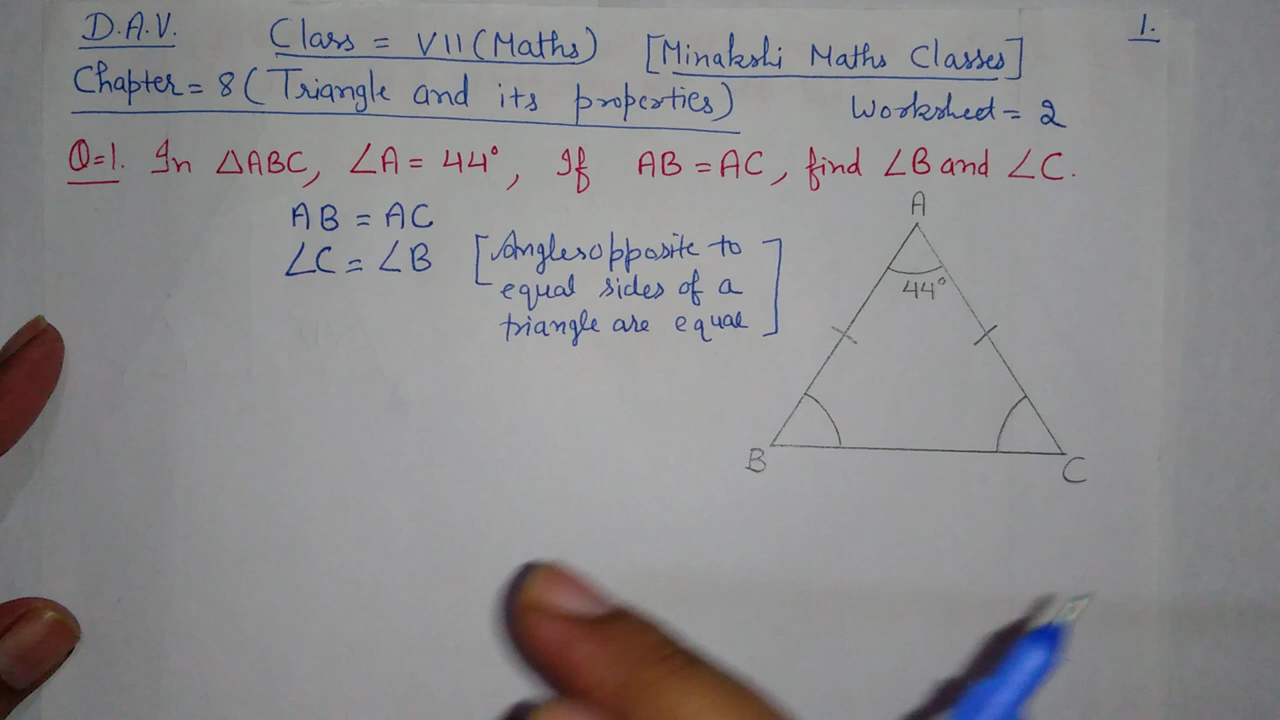 1.
D.A.V. Class = VII (Maths) [Minakshi Maths Classes]
Chapter = 8 (Triangle and its properties) Worksheet = 2
Q=1. In △ABC, ∠A = 44°, If AB = AC, find ∠B and ∠C.
AB = AC
∠C = ∠B [Angles opposite to
equal sides of a
triangle are equal]
A
44°
B
C